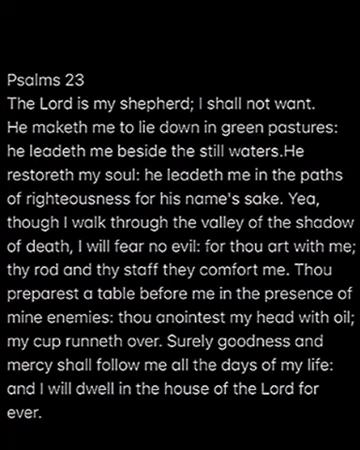 Psalms 23
The Lord is my shepherd; I shall not want.
He maketh me to lie down in green pastures:
he leadeth me beside the still waters.He
restoreth my soul: he leadeth me in the paths
of righteousness for his name's sake. Yea,
though I walk through the valley of the shadow
of death, I will fear no evil: for thou art with me;
thy rod and thy staff they comfort me. Thou
preparest a table before me in the presence of
mine enemies: thou anointest my head with oil;
my cup runneth over. Surely goodness and
mercy shall follow me all the days of my life:
and I will dwell in the house of the Lord for
ever.